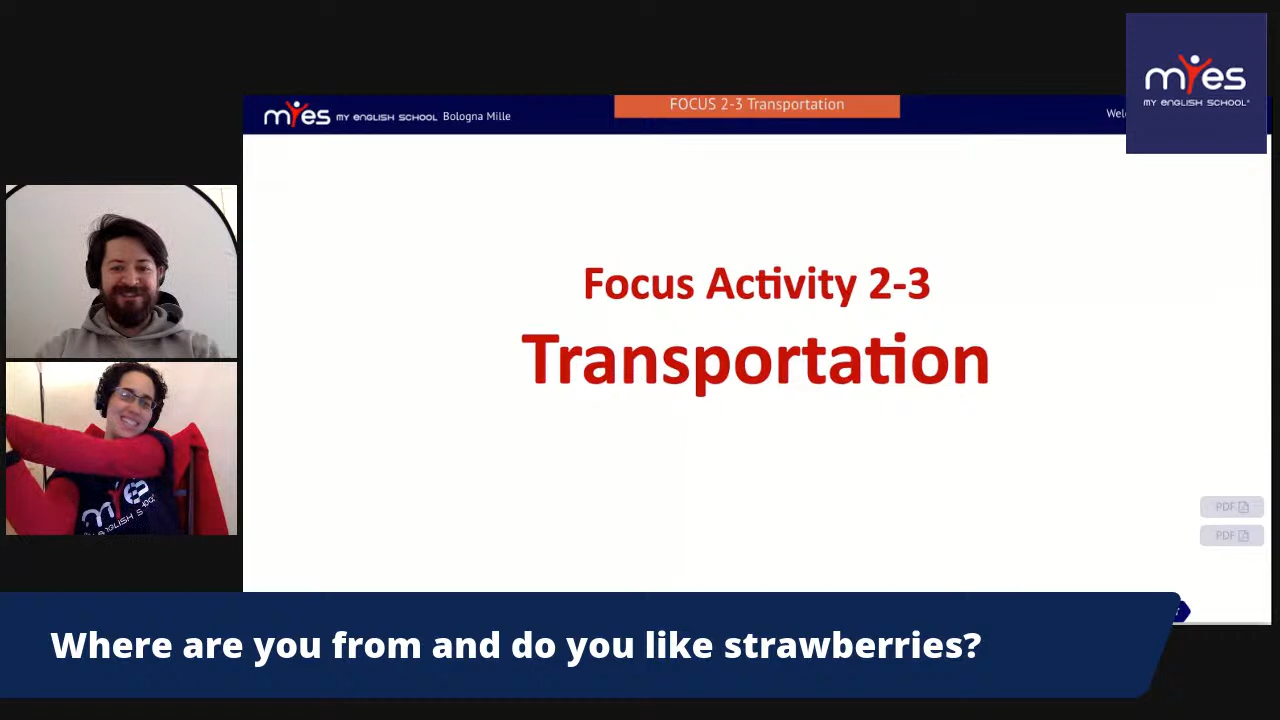 myes
MY ENGLISH SCHOOL
Bologna Mille
FOCUS 2-3 Transportation
myes
MY ENGLISH SCHOOL
Focus Activity 2-3
Transportation
myes
PDF
PDF
Where are you from and do you like strawberries?